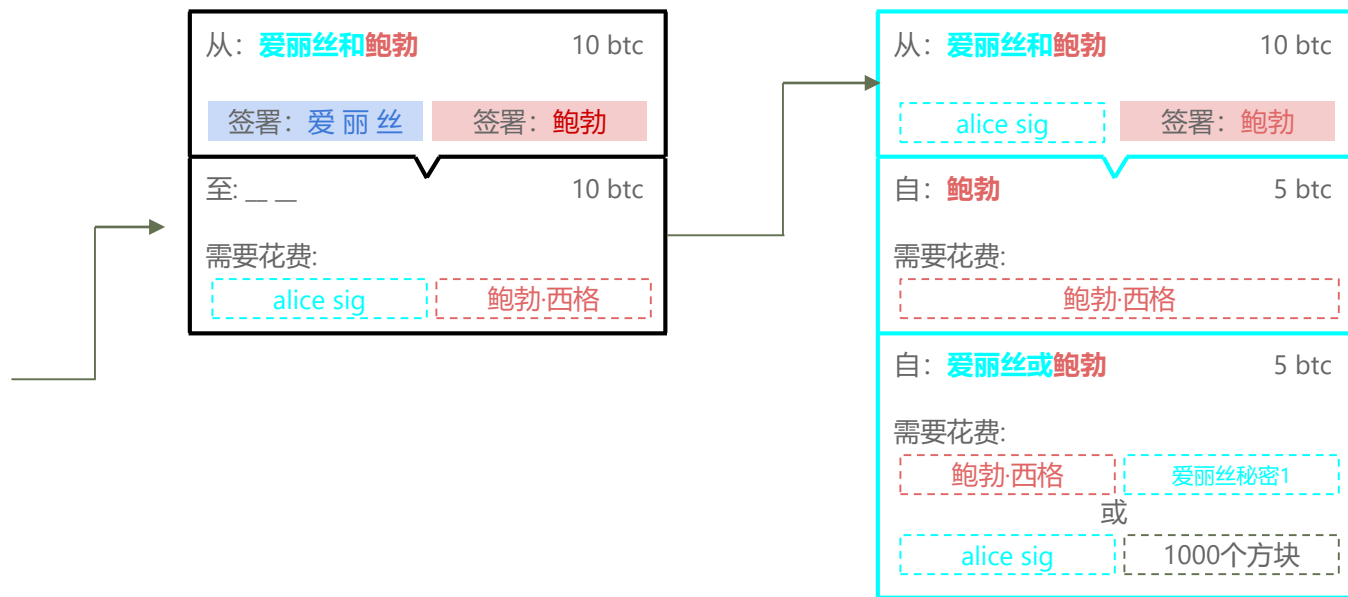 从：爱丽丝和鲍勃 10 btc
签署：爱 丽 丝 签署：鲍勃
至: __ __ 10 btc
需要花费:
alice sig 鲍勃·西格
从：爱丽丝和鲍勃 10 btc
alice sig 签署：鲍勃
自：鲍勃 5 btc
需要花费:
鲍勃·西格
自：爱丽丝或鲍勃 5 btc
需要花费:
鲍勃·西格 爱丽丝秘密1
或
alice sig 1000个方块